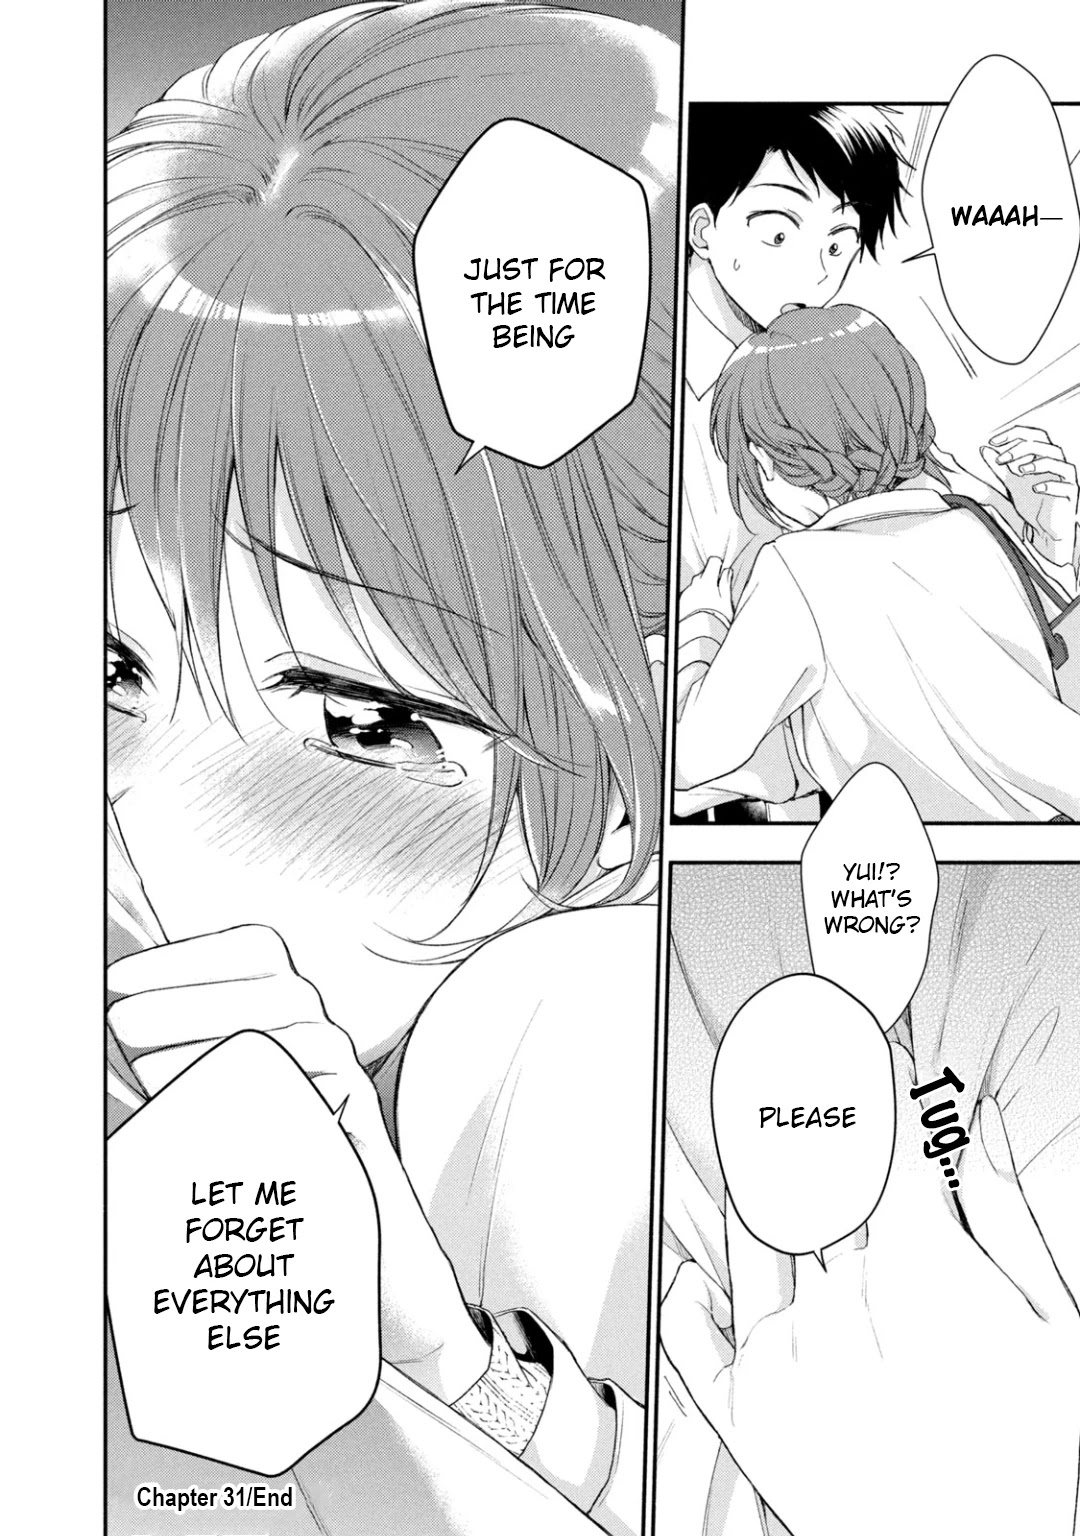 WAAAH—
YUI!?
WHAT'S
WRONG?
PLEASE
Tug...
JUST FOR
THE TIME
BEING
LET ME
FORGET
ABOUT
EVERYTHING
ELSE
Chapter 31/End